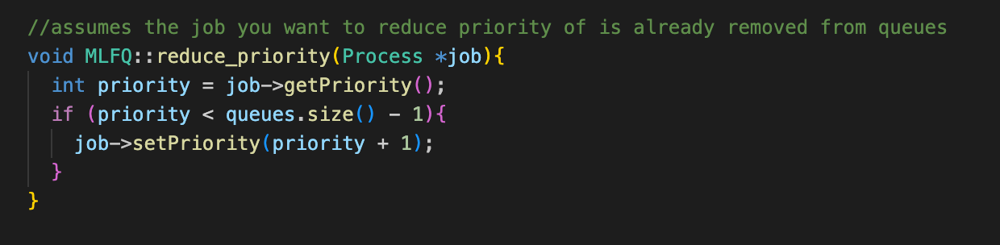 //assumes the job you want to reduce priority of is already removed from queues
void MLFQ::reduce_priority(Process *job){
  int priority = job->getPriority();
  if (priority < queues.size() - 1){
    job->setPriority(priority + 1);
  }
}